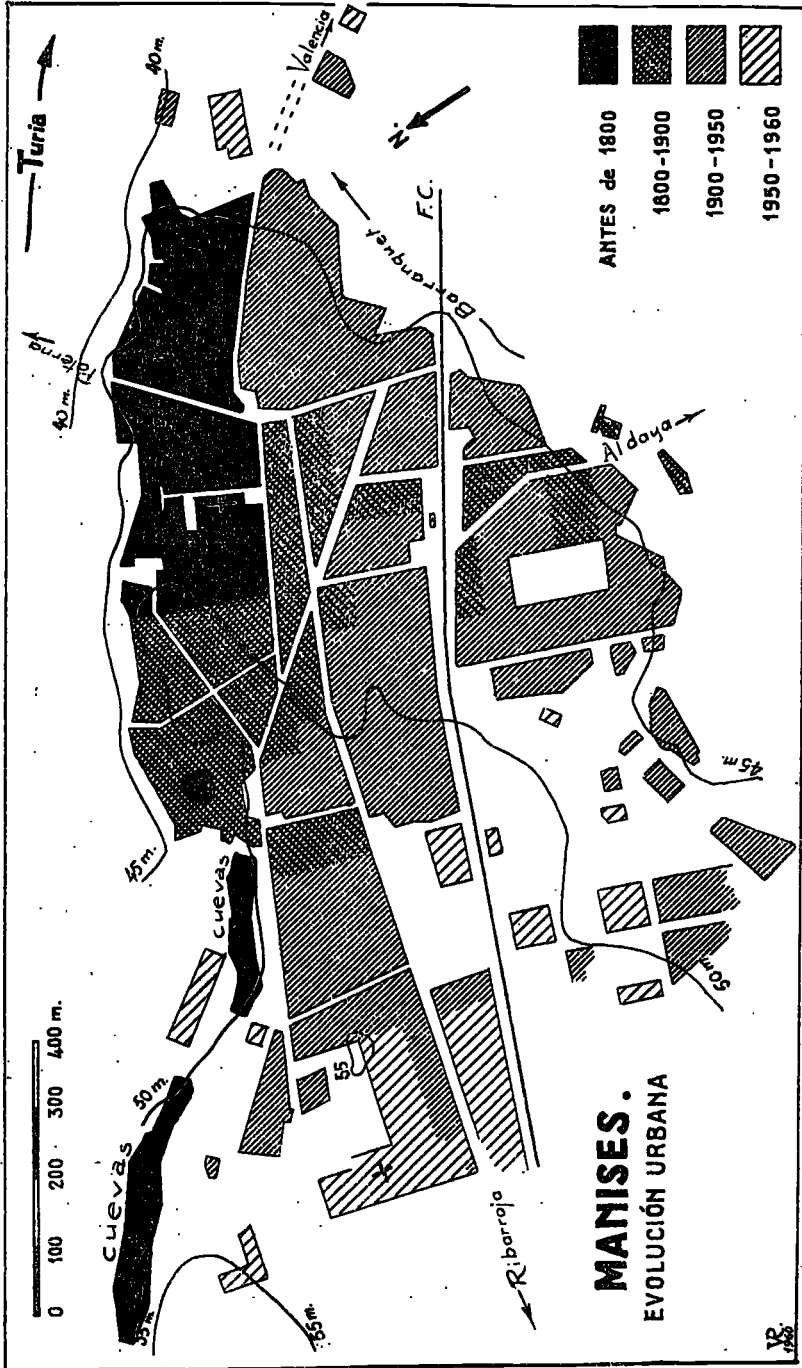 MANISES.
EVOLUCIÓN URBANA
ANTES de 1800
1800-1900
1900-1950
1950-1960
0 100 200 300 400 m.
Turia
Valencia
N.
Paterna
Barranquet
F.C.
Aldaya
Ribarroja
cuevas
cuevas
40 m.
40 m.
45 m.
45 m.
50 m.
50 m.
55 m.
55 m.
55
1960